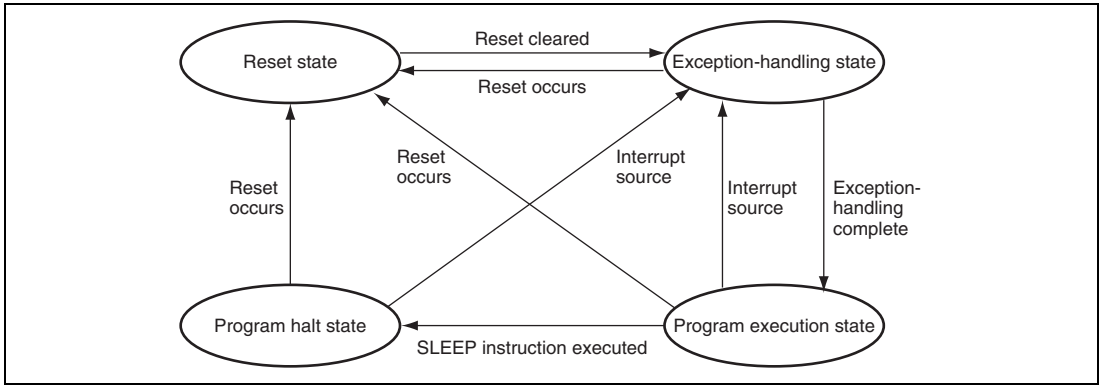 Reset cleared
Reset state
Exception-handling state
Reset occurs
Reset
occurs
Interrupt
source
Reset
occurs
Interrupt
source
Exception-
handling
complete
Program halt state
Program execution state
SLEEP instruction executed